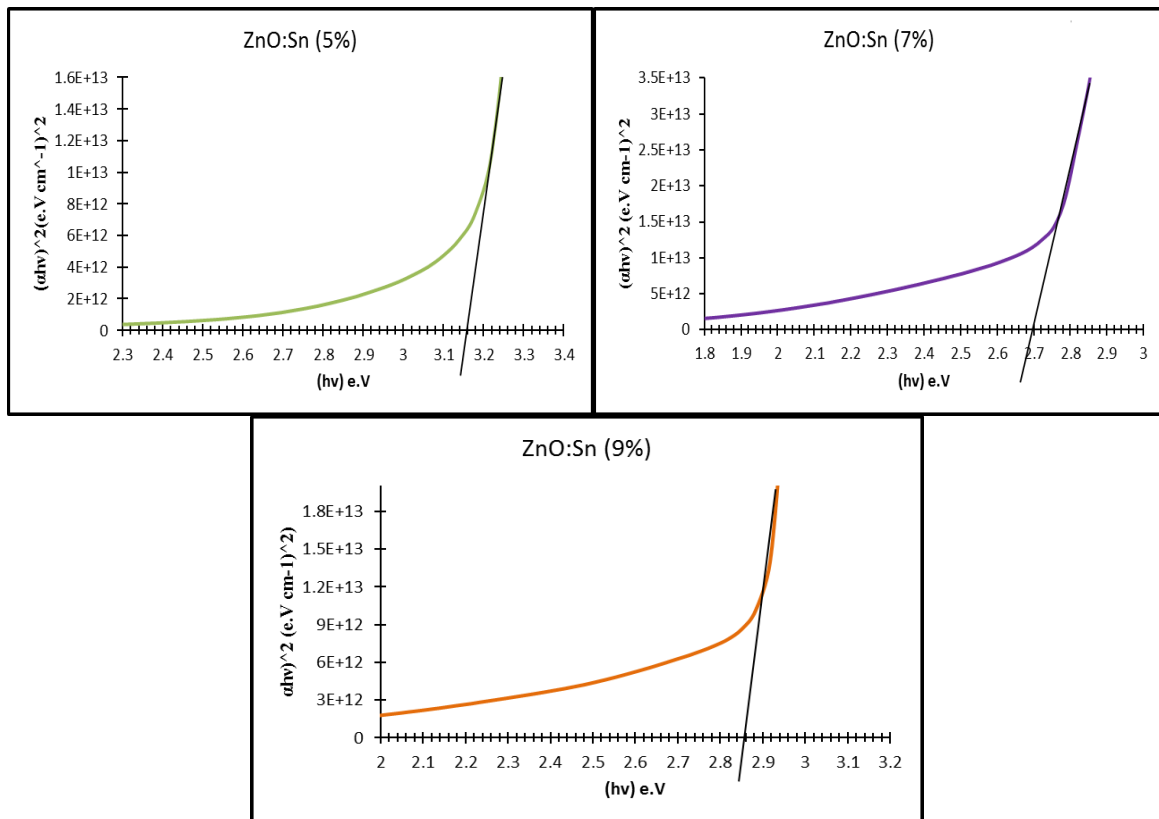 ZnO:Sn (5%)
(αhν)^2(e.V cm^-1)^2
1.6E+13
1.4E+13
1.2E+13
1E+13
8E+12
6E+12
4E+12
2E+12
0
2.3 2.4 2.5 2.6 2.7 2.8 2.9 3 3.1 3.2 3.3 3.4
(hν) e.V
ZnO:Sn (7%)
(αhν)^2 (e.V cm-1)^2
3.5E+13
3E+13
2.5E+13
2E+13
1.5E+13
1E+13
5E+12
0
1.8 1.9 2 2.1 2.2 2.3 2.4 2.5 2.6 2.7 2.8 2.9 3
(hν) e.V
ZnO:Sn (9%)
αhν)^2 (e.V cm-1)^2)
1.8E+13
1.5E+13
1.2E+13
9E+12
6E+12
3E+12
0
2 2.1 2.2 2.3 2.4 2.5 2.6 2.7 2.8 2.9 3 3.1 3.2
(hν) e.V